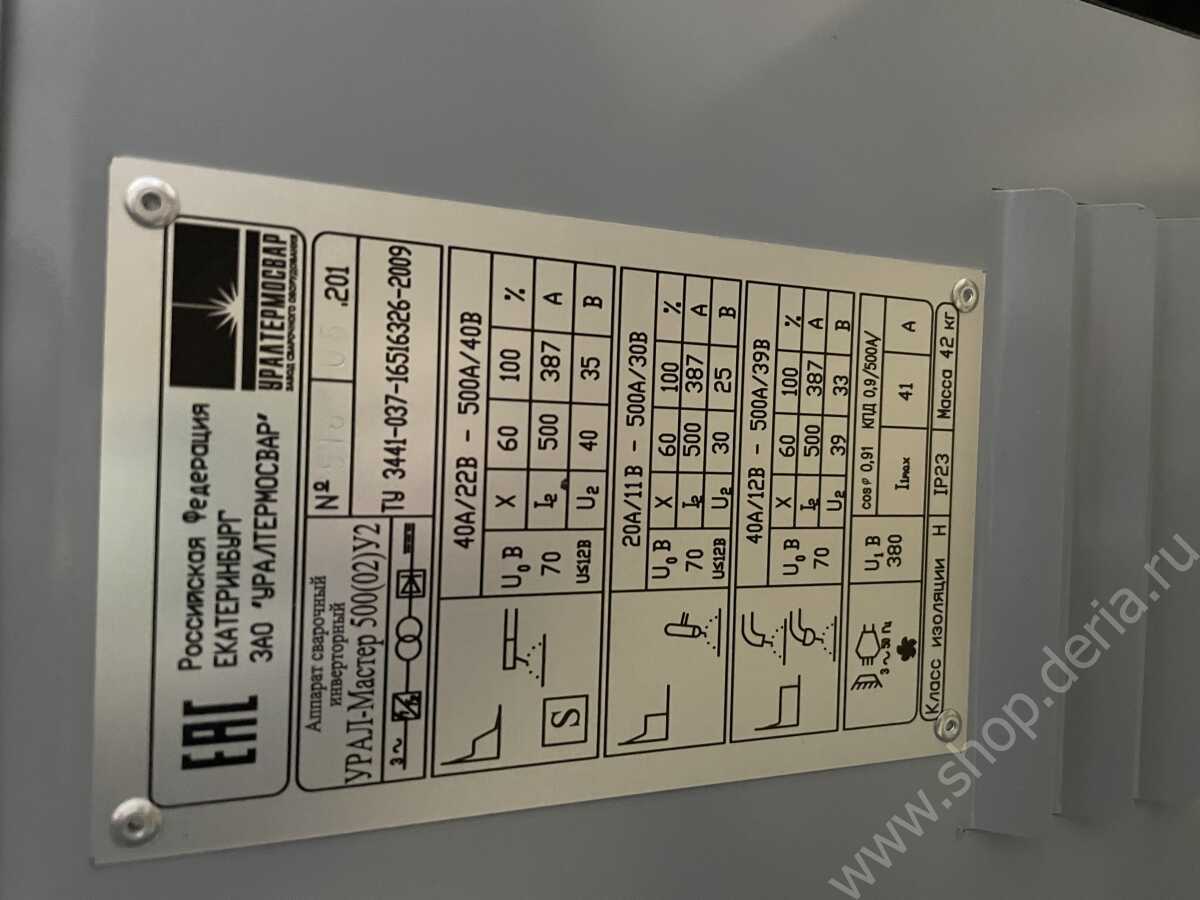 EAC
Российская Федерация
ЕКАТЕРИНБУРГ
ЗАО "УРАЛТЕРМОСВАР"
УРАЛТЕРМОСВАР
ЗАВОД СВАРОЧНОГО ОБОРУДОВАНИЯ
Аппарат сварочный
инверторный
УРАЛ-Мастер 500(02)У2
3~
№ .201
ТУ 3441-037-16516326-2009
S
40А/22В - 500А/40В
U₀ В X 60 100 %
70 I₂ 500 387 А
U≤12В U₂ 40 35 В
20А/11В - 500А/30В
U₀ В X 60 100 %
70 I₂ 500 387 А
U≤12В U₂ 30 25 В
40А/12В - 500А/39В
U₀ В X 60 100 %
70 I₂ 500 387 А
U₂ 39 33 В
3~50 Гц
U₁ В cos φ 0,91 КПД 0,9/500А/
380 I₁max 41 А
Класс изоляции Н IP23 Масса 42 кг
www.shop.deria.ru